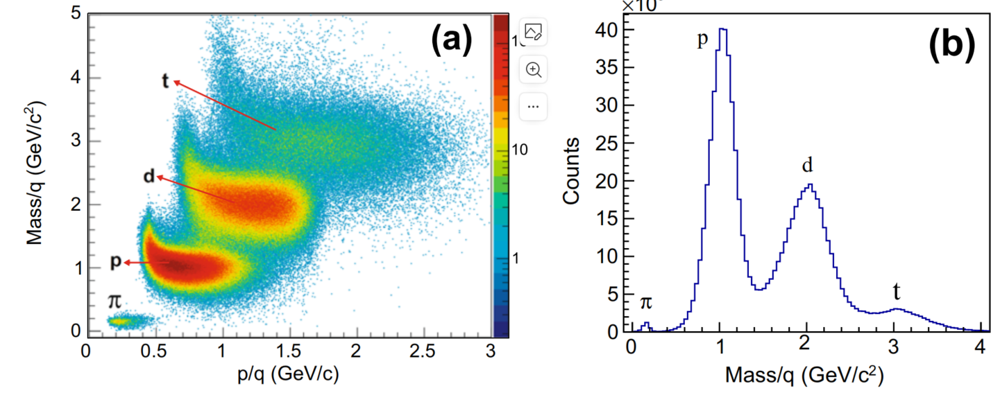 (a)
5
4
3
2
1
0
Mass/q (GeV/c²)
t
d
p
π
0 0.5 1 1.5 2 2.5 3
p/q (GeV/c)
10
1
(b)
40
35
30
25
20
15
10
5
0
Counts
p
d
π
t
0 1 2 3 4
Mass/q (GeV/c²)